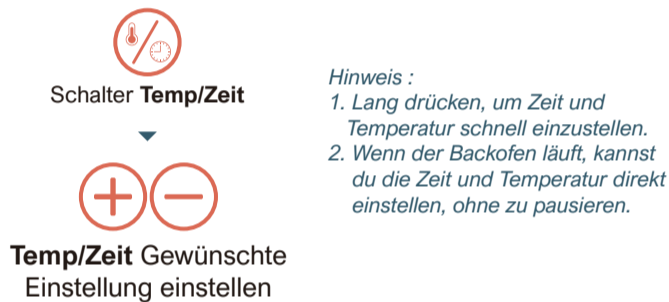 Schalter Temp/Zeit
Temp/Zeit Gewünschte
Einstellung einstellen
Hinweis :
1. Lang drücken, um Zeit und
Temperatur schnell einzustellen.
2. Wenn der Backofen läuft, kannst
du die Zeit und Temperatur direkt
einstellen, ohne zu pausieren.